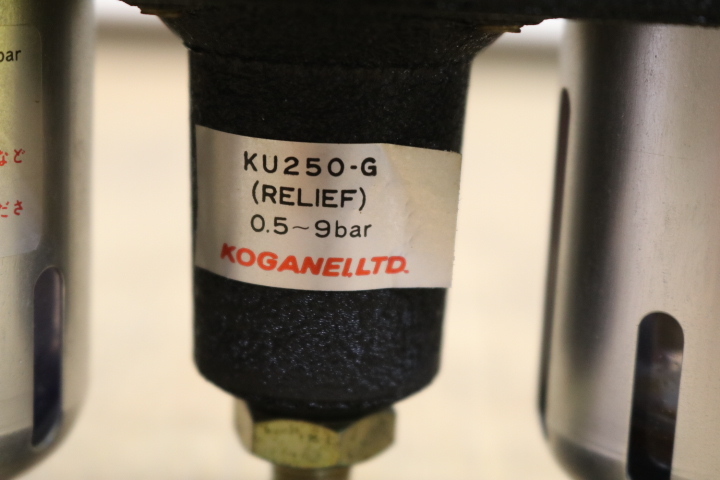 bar
など
ださ
KU250-G
(RELIEF)
0.5~9bar
KOGANEI,LTD.